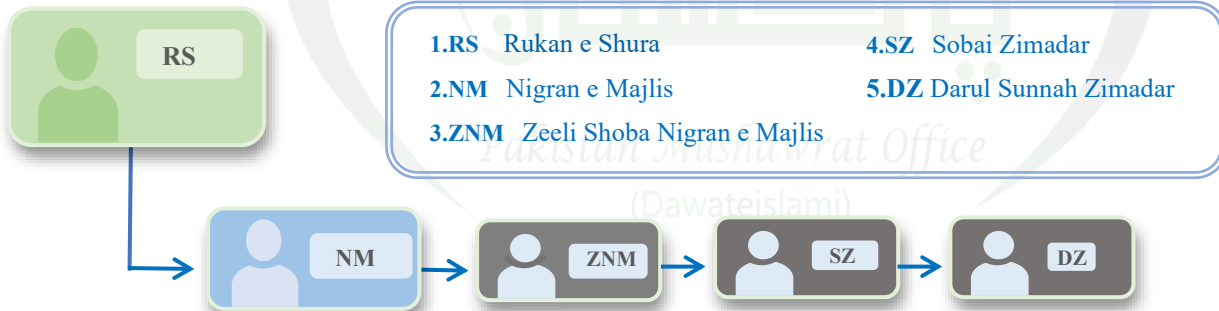 RS
1.RS Rukan e Shura
4.SZ Sobai Zimadar
2.NM Nigran e Majlis
5.DZ Darul Sunnah Zimadar
3.ZNM Zeeli Shoba Nigran e Majlis
Pakistan Mushawrat Office
(Dawateislami)
NM
ZNM
SZ
DZ